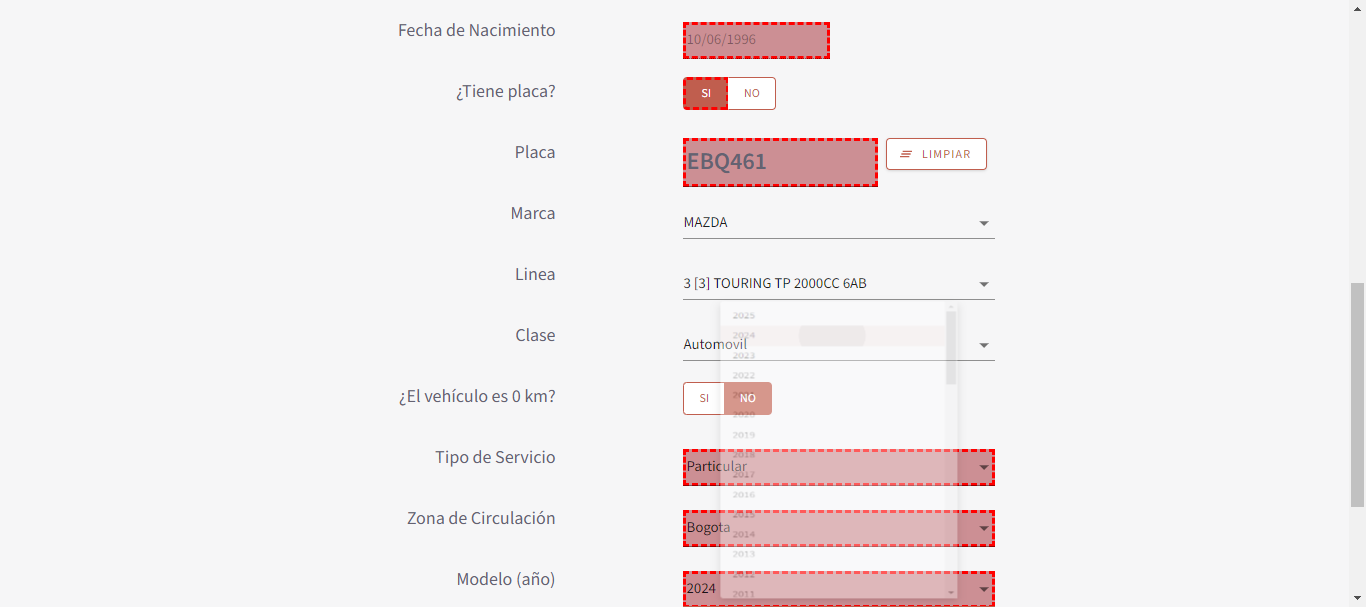 Fecha de Nacimiento
10/06/1996
¿Tiene placa?
SI NO
Placa
EBQ461
LIMPIAR
Marca
MAZDA
Linea
3 [3] TOURING TP 2000CC 6AB
2025
2024
Clase
Automovil
2023
2022
¿El vehículo es 0 km?
SI NO
2021
2020
2019
2018
Tipo de Servicio
Particular
2017
2016
2015
Zona de Circulación
Bogota
2014
2013
2012
Modelo (año)
2024
2011